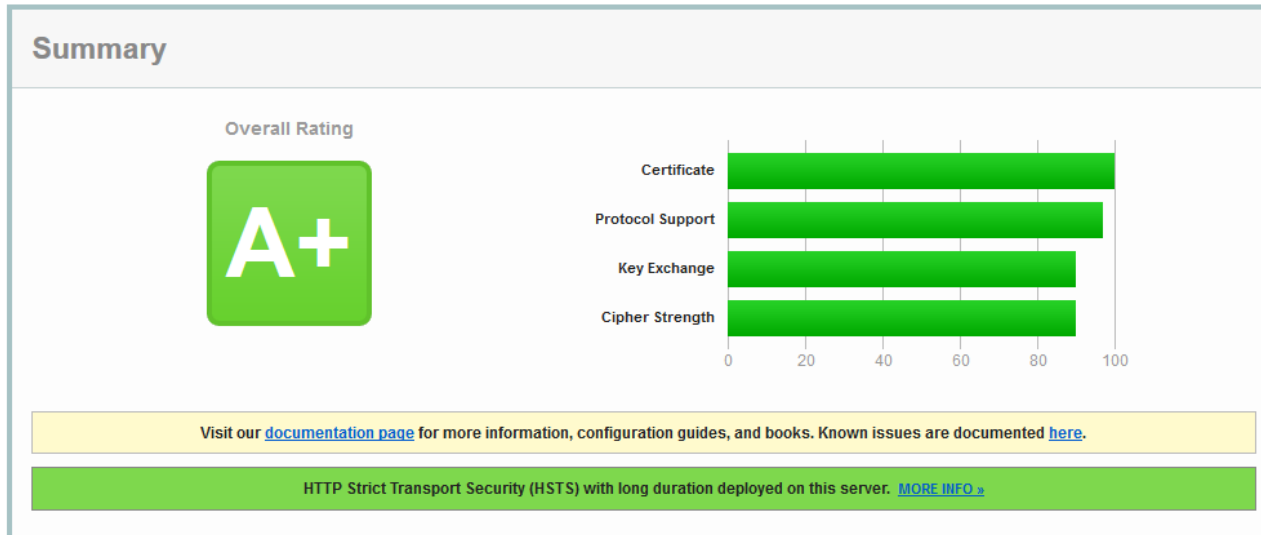 Summary
Overall Rating
A+
Certificate
Protocol Support
Key Exchange
Cipher Strength
0 20 40 60 80 100
Visit our documentation page for more information, configuration guides, and books. Known issues are documented here.
HTTP Strict Transport Security (HSTS) with long duration deployed on this server. MORE INFO »